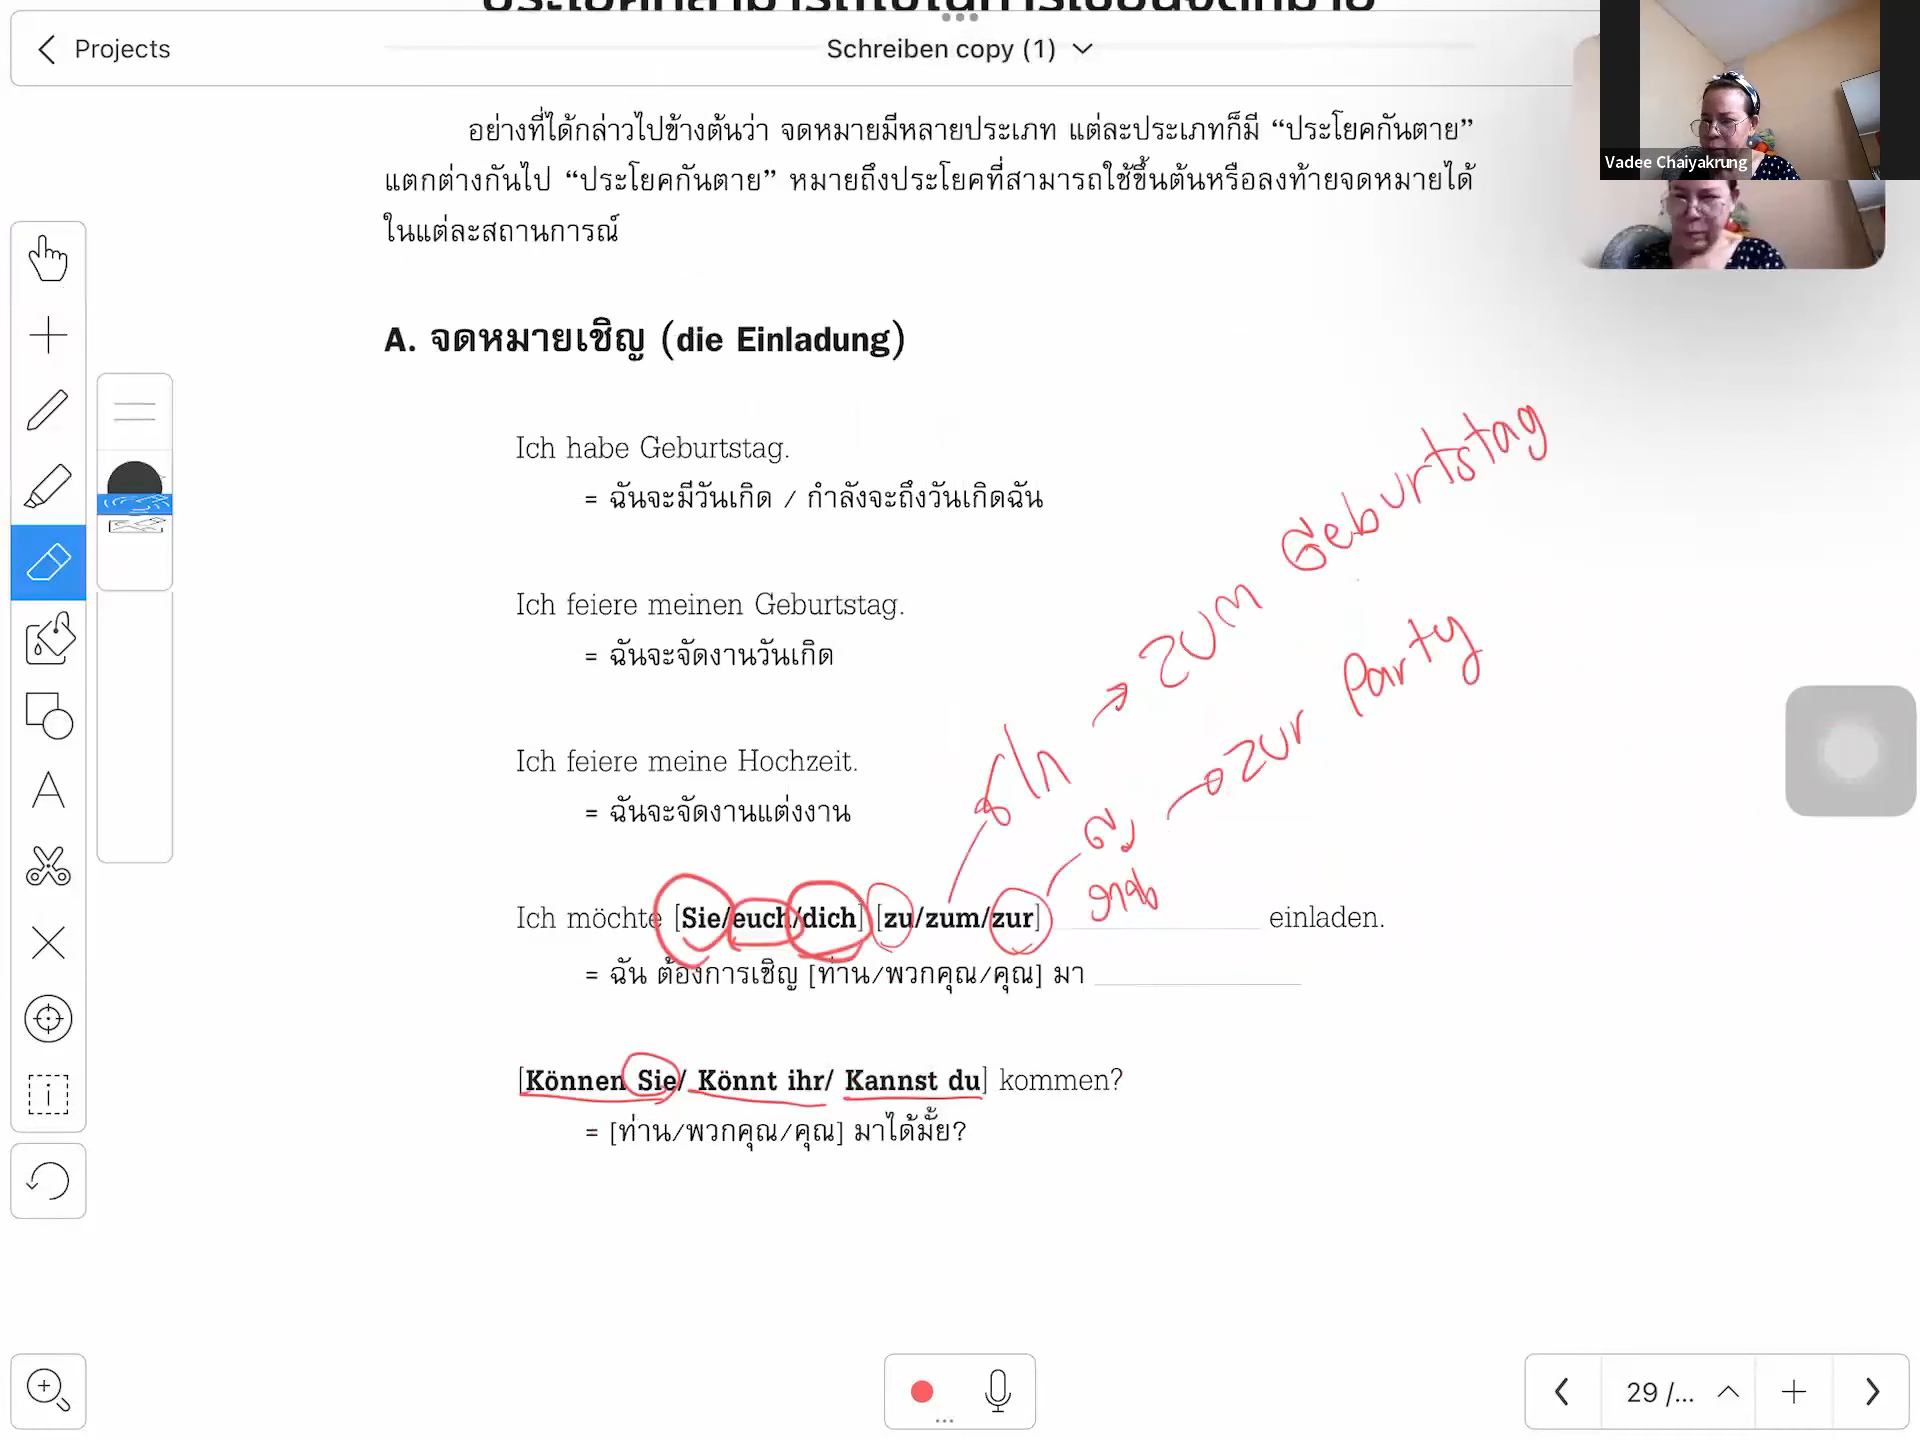 Projects
Schreiben copy (1)
Vadee Chaiyakrung
อย่างที่ได้กล่าวไปข้างต้นว่า จดหมายมีหลายประเภท แต่ละประเภทก็มี “ประโยคกันตาย”
แตกต่างกันไป “ประโยคกันตาย” หมายถึงประโยคที่สามารถใช้ขึ้นต้นหรือลงท้ายจดหมายได้
ในแต่ละสถานการณ์
A. จดหมายเชิญ (die Einladung)
Ich habe Geburtstag.
= ฉันจะมีวันเกิด / กำลังจะถึงวันเกิดฉัน
Ich feiere meinen Geburtstag.
= ฉันจะจัดงานวันเกิด
Ich feiere meine Hochzeit.
= ฉันจะจัดงานแต่งงาน
→ zum Geburtstag
→ zur Party
Ich möchte [Sie/euch/dich] [zu/zum/zur] einladen.
= ฉัน ต้องการเชิญ [ท่าน/พวกคุณ/คุณ] มา
[Können Sie/ Könnt ihr/ Kannst du] kommen?
= [ท่าน/พวกคุณ/คุณ] มาได้มั้ย?
29 /...